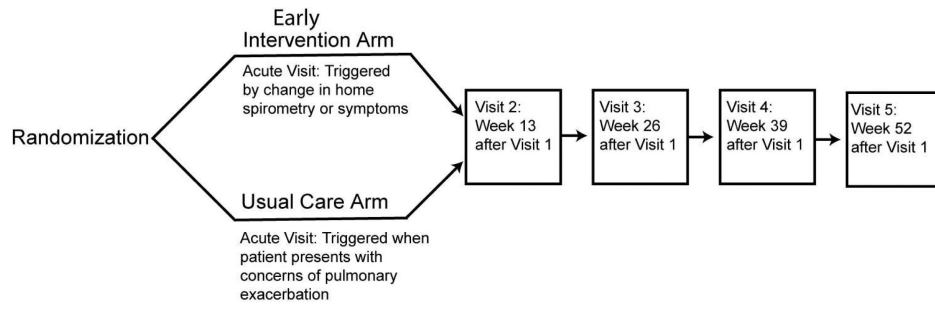 Early
Intervention Arm
Acute Visit: Triggered
by change in home
spirometry or symptoms
Randomization
Usual Care Arm
Acute Visit: Triggered when
patient presents with
concerns of pulmonary
exacerbation
Visit 2:
Week 13
after Visit 1
Visit 3:
Week 26
after Visit 1
Visit 4:
Week 39
after Visit 1
Visit 5:
Week 52
after Visit 1